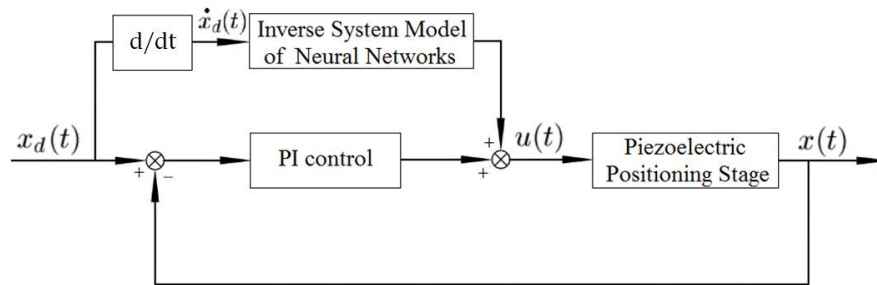 d/dt
ẋ_d(t)
Inverse System Model
of Neural Networks
x_d(t)
+
−
PI control
+
+
u(t)
Piezoelectric
Positioning Stage
x(t)